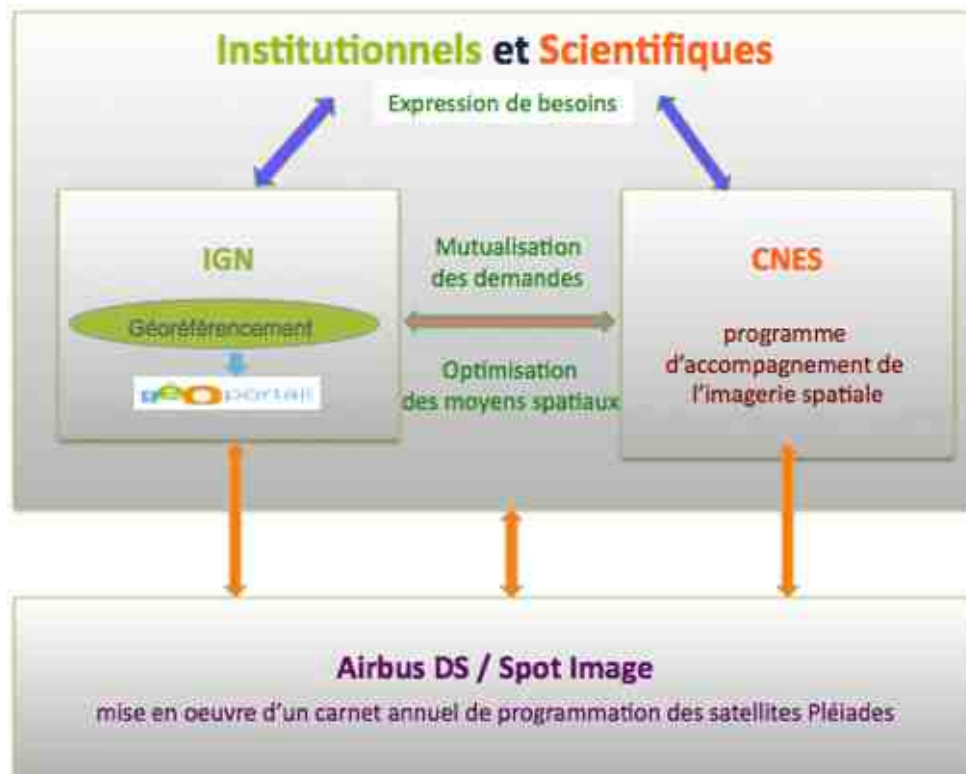 Institutionnels et Scientifiques
Expression de besoins
IGN
Géoréférencement
géoportail
Mutualisation
des demandes
Optimisation
des moyens spatiaux
CNES
programme
d'accompagnement de
l'imagerie spatiale
Airbus DS / Spot Image
mise en oeuvre d'un carnet annuel de programmation des satellites Pléiades